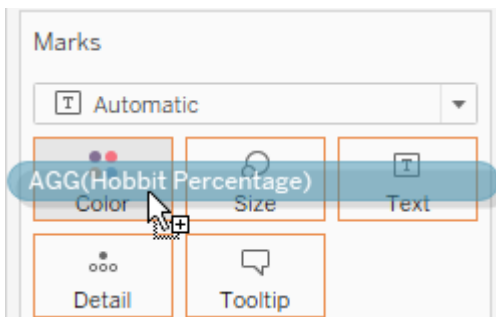 Marks
T Automatic
AGG(Hobbit Percentage)
Color Size Text
Detail Tooltip